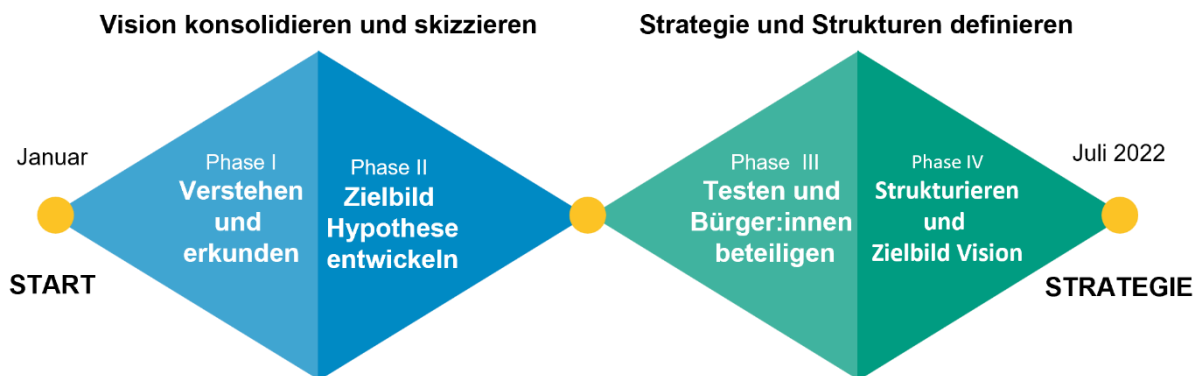 Vision konsolidieren und skizzieren
Strategie und Strukturen definieren
Januar
START
Phase I
Verstehen
und
erkunden
Phase II
Zielbild
Hypothese
entwickeln
Phase III
Testen und
Bürger:innen
beteiligen
Phase IV
Strukturieren
und
Zielbild Vision
Juli 2022
STRATEGIE